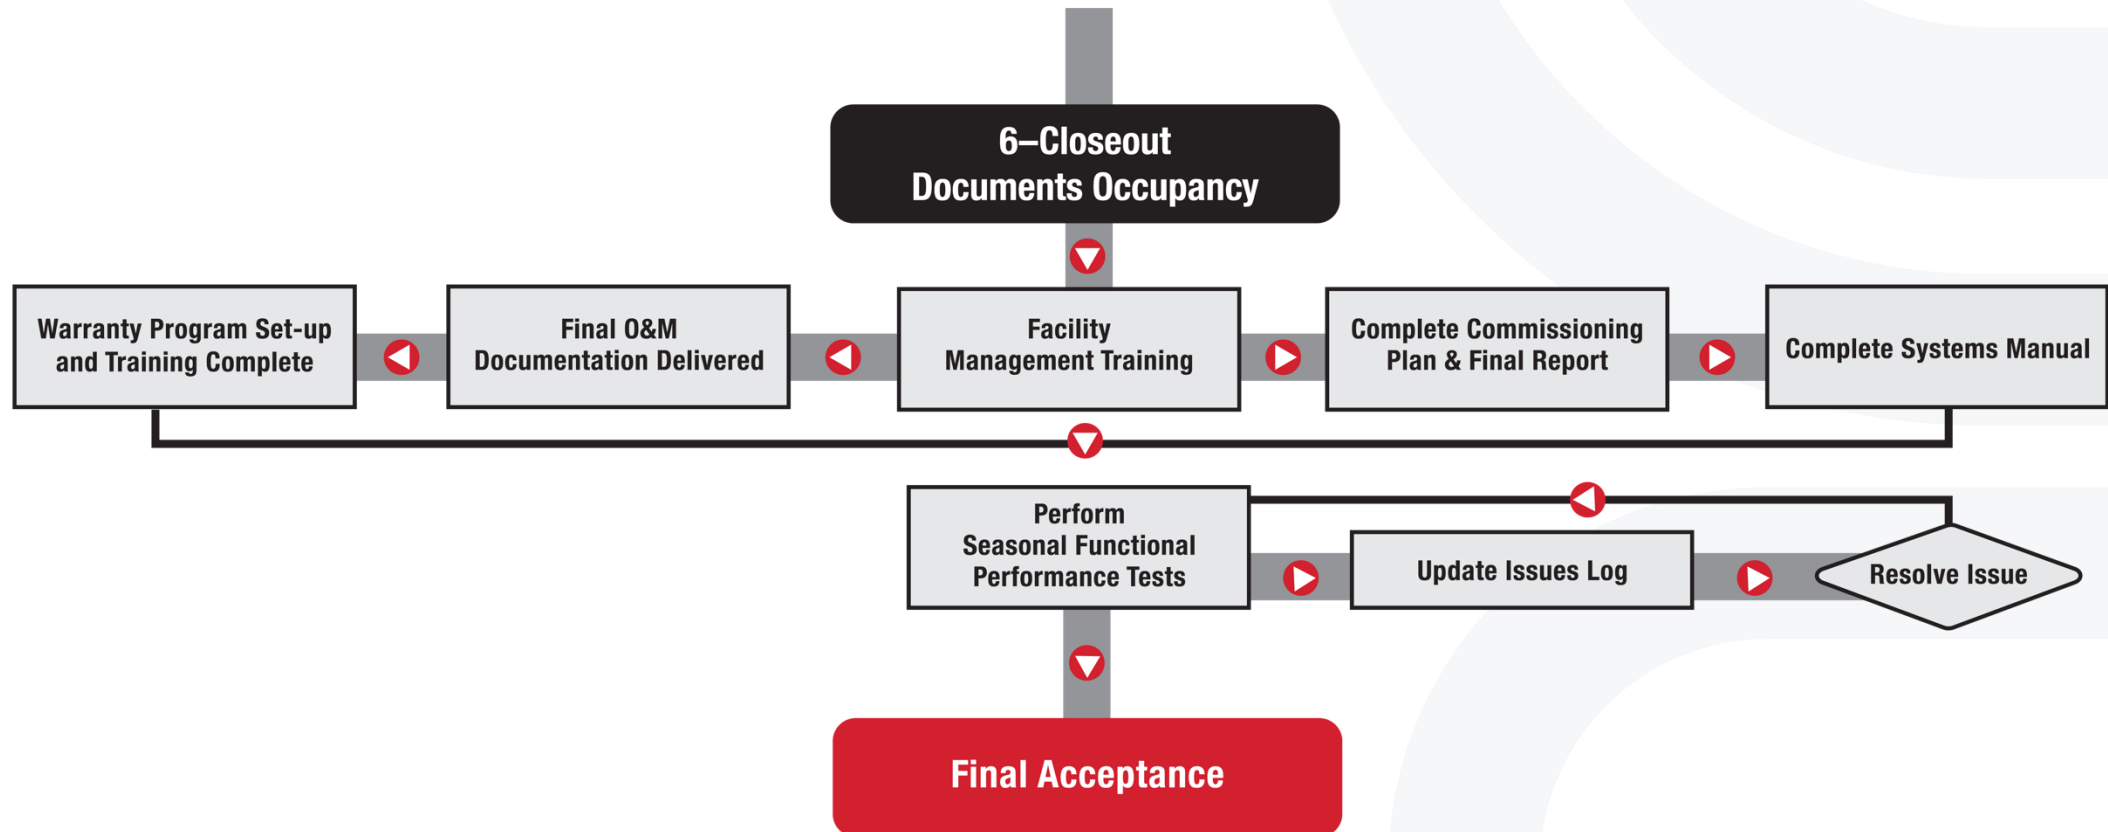 6–Closeout
Documents Occupancy
Warranty Program Set-up
and Training Complete
Final O&M
Documentation Delivered
Facility
Management Training
Complete Commissioning
Plan & Final Report
Complete Systems Manual
Perform
Seasonal Functional
Performance Tests
Update Issues Log
Resolve Issue
Final Acceptance